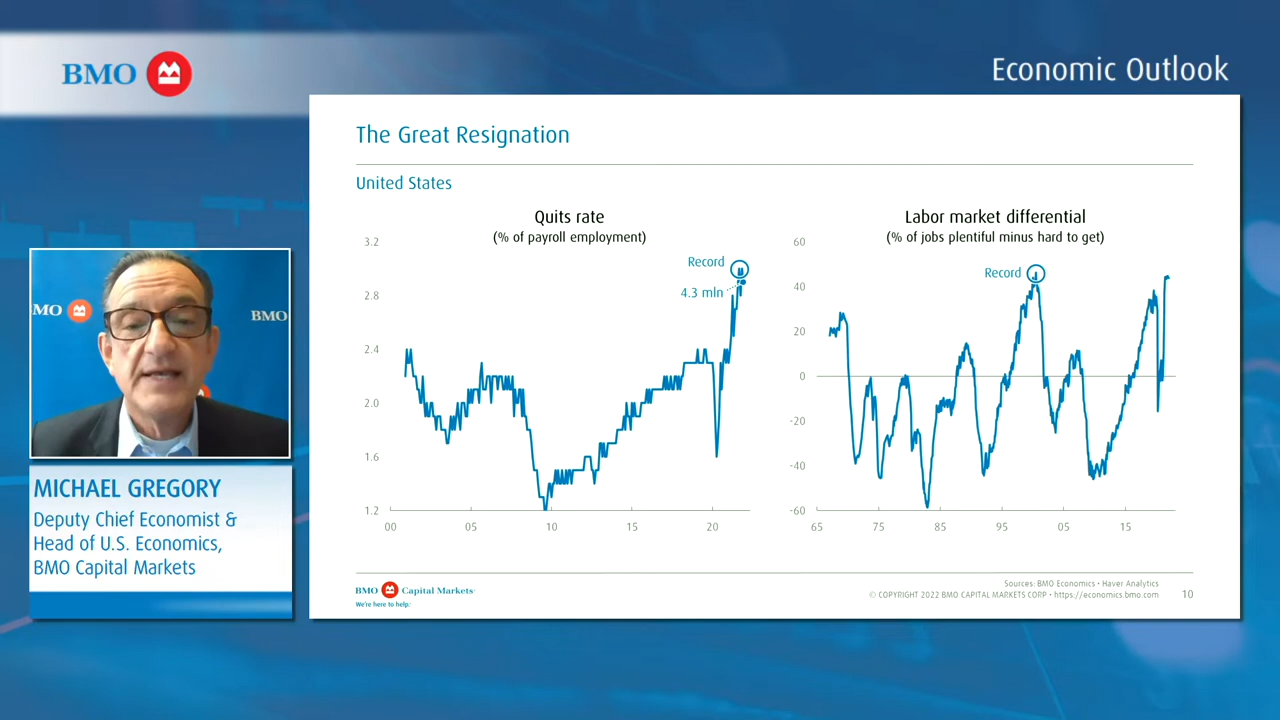 BMO
Economic Outlook
The Great Resignation
United States
Quits rate
(% of payroll employment)
3.2
2.8
2.4
2.0
1.6
1.2
00 05 10 15 20
Record
4.3 mln
Labor market differential
(% of jobs plentiful minus hard to get)
60
40
20
0
-20
-40
-60
65 75 85 95 05 15
Record
MO
BMO
MICHAEL GREGORY
Deputy Chief Economist &
Head of U.S. Economics,
BMO Capital Markets
BMO Capital Markets
We're here to help.
Sources: BMO Economics • Haver Analytics
© COPYRIGHT 2022 BMO CAPITAL MARKETS CORP • https://economics.bmo.com
10